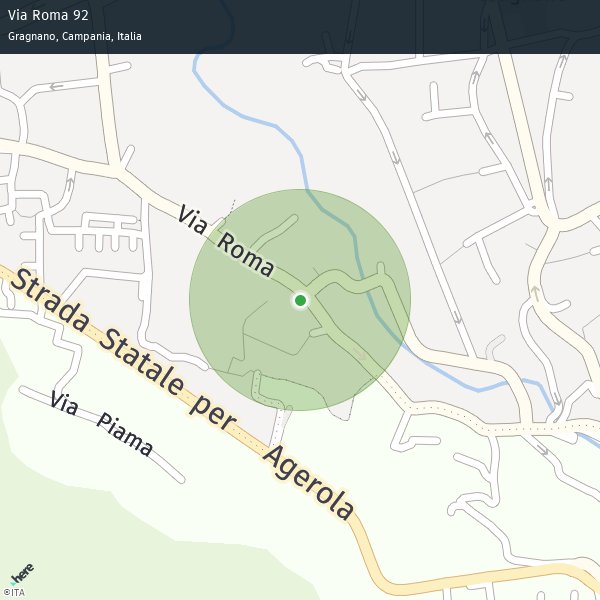 Via Roma 92
Gragnano, Campania, Italia
Via Roma
Strada Statale per Agerola
Via Piama
here
©ITA